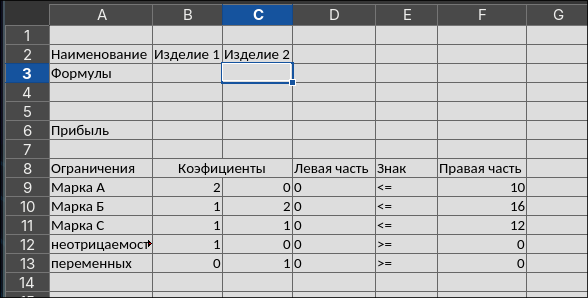 A B C D E F G
1
2 Наименование Изделие 1 Изделие 2
3 Формулы
4
5
6 Прибыль
7
8 Ограничения Коэфициенты Левая часть Знак Правая часть
9 Марка А 2 0 0 <= 10
10 Марка Б 1 2 0 <= 16
11 Марка С 1 1 0 <= 12
12 неотрицаемост 1 0 0 >= 0
13 переменных 0 1 0 >= 0
14